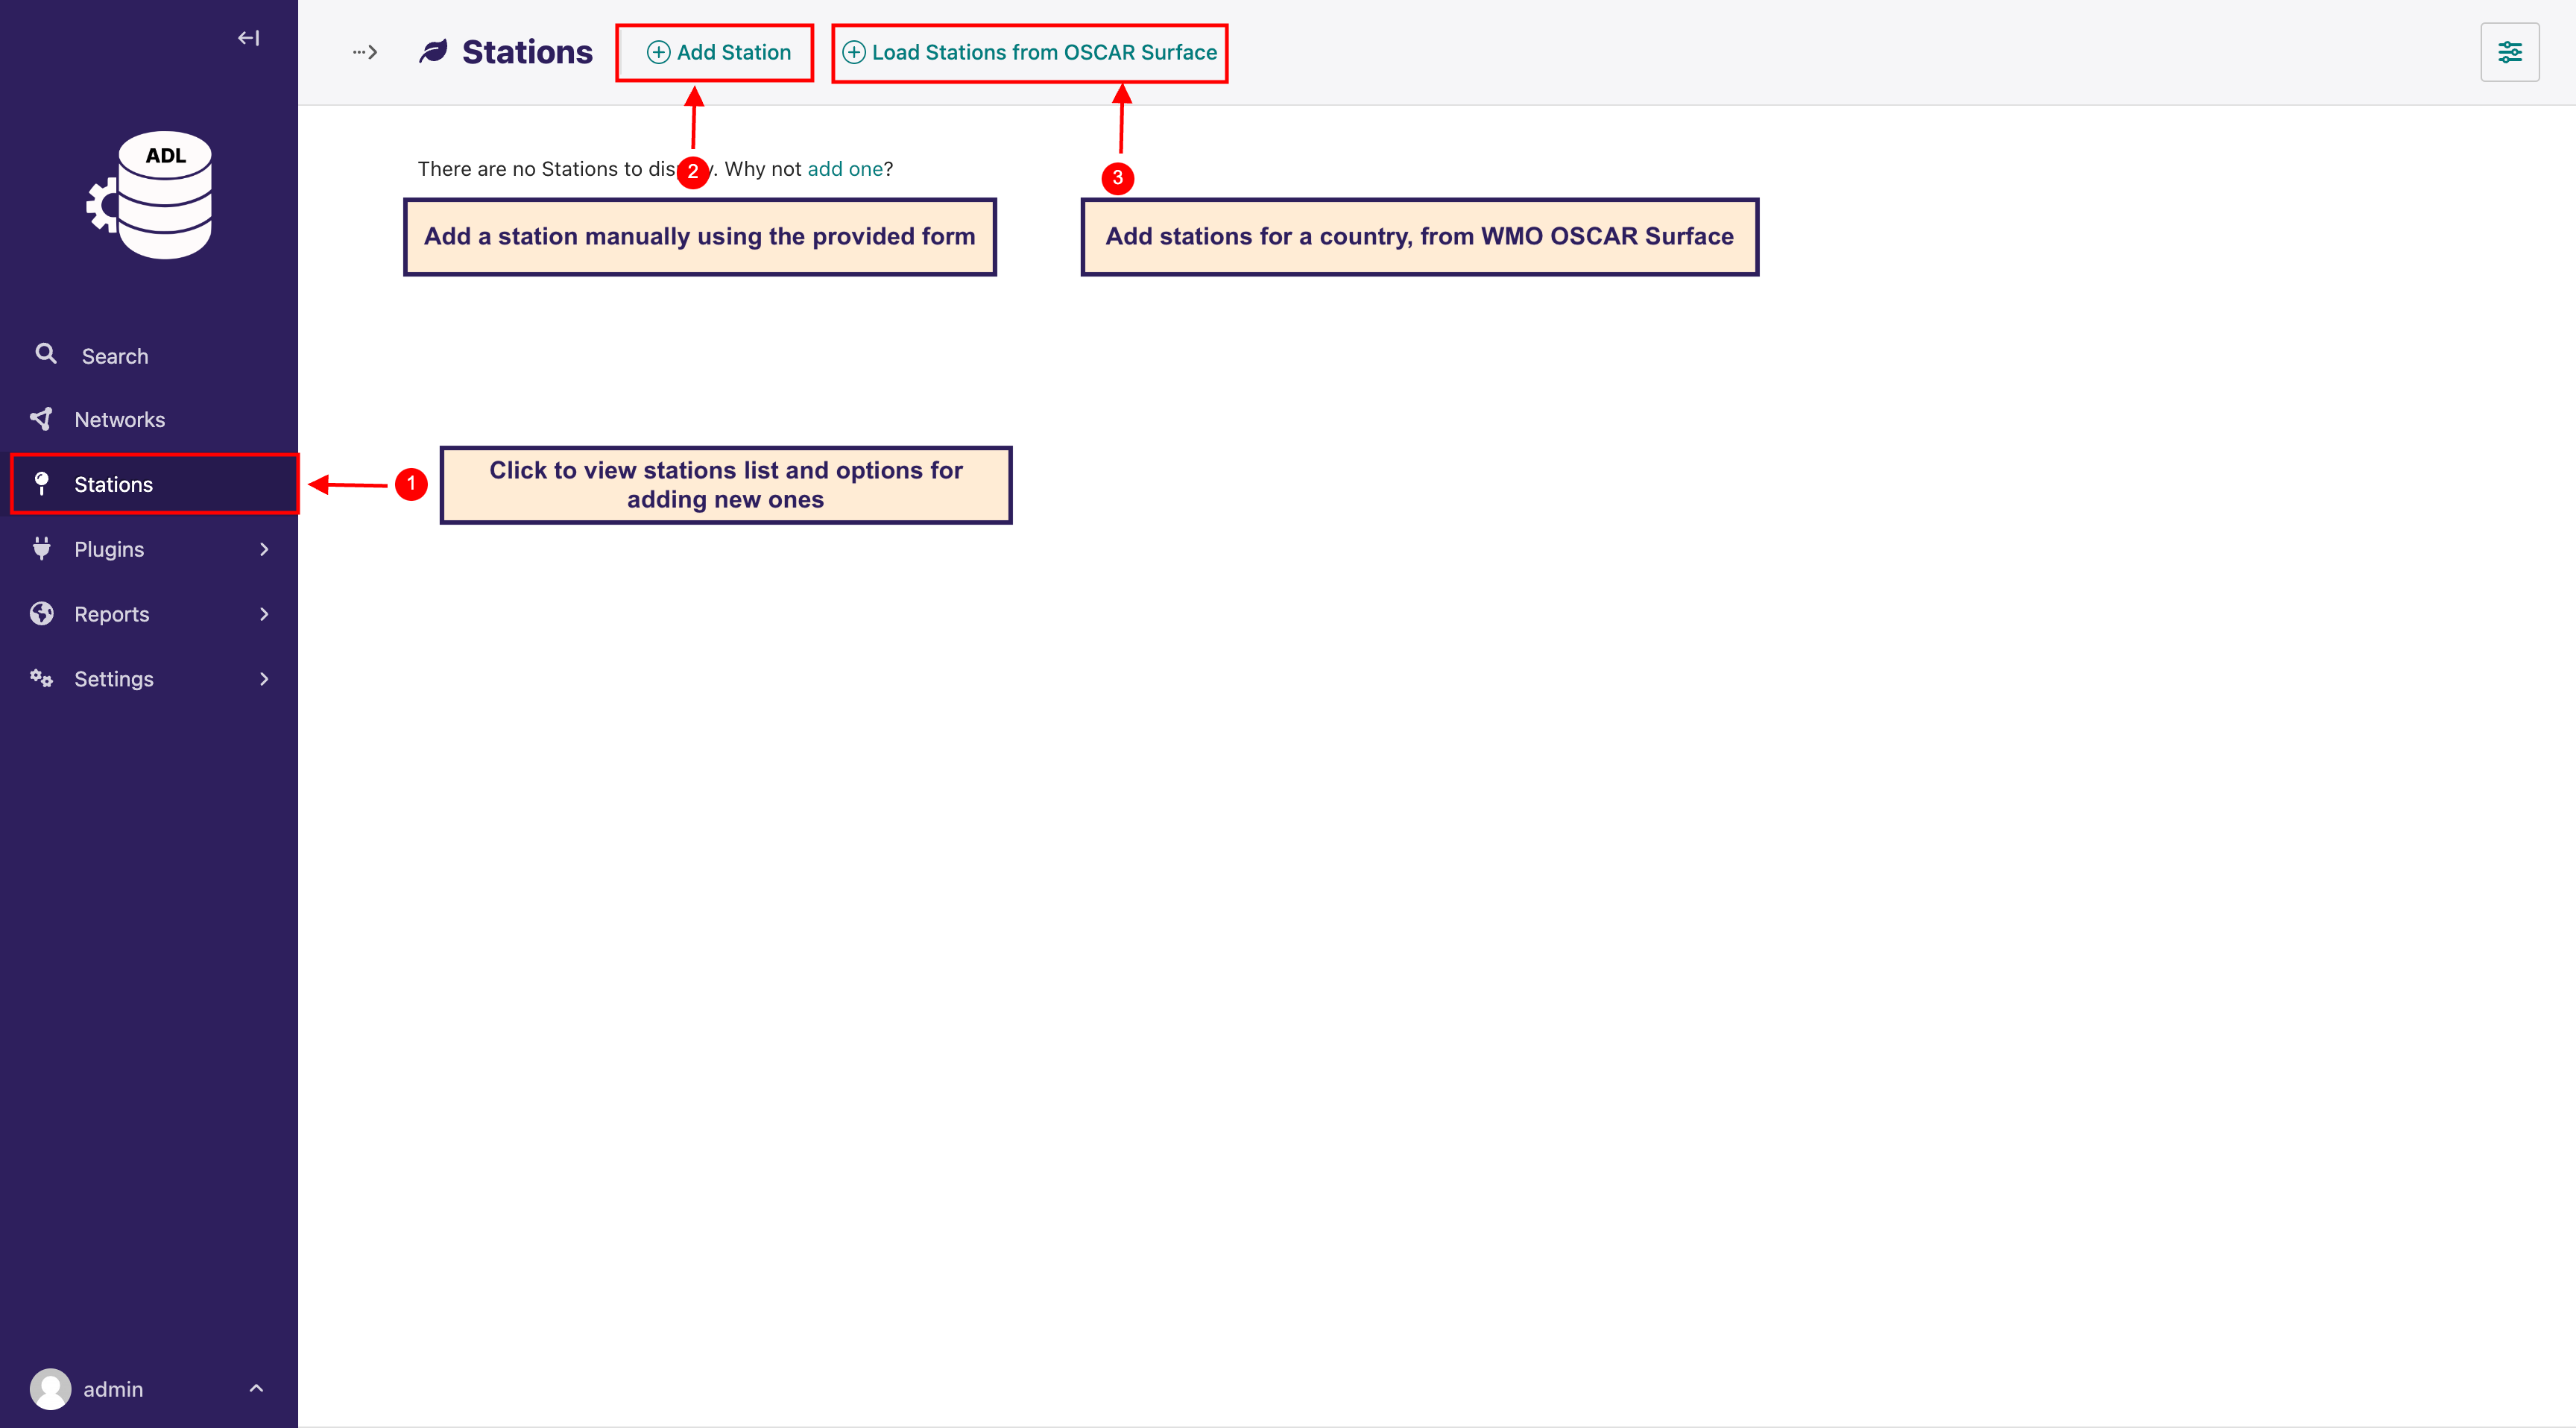 ADL
Search
Networks
Stations
Plugins
Reports
Settings
admin
Stations
Add Station
Load Stations from OSCAR Surface
There are no Stations to disp y. Why not add one?
2
3
Add a station manually using the provided form
Add stations for a country, from WMO OSCAR Surface
1
Click to view stations list and options for
adding new ones